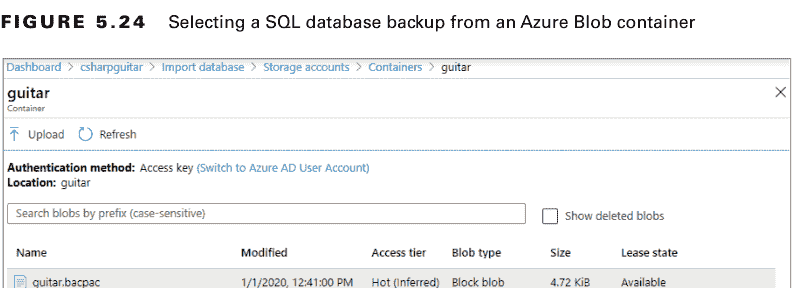 FIGURE 5.24 Selecting a SQL database backup from an Azure Blob container
Dashboard > csharpguitar > Import database > Storage accounts > Containers > guitar
guitar
Container
Upload Refresh
Authentication method: Access key (Switch to Azure AD User Account)
Location: guitar
Search blobs by prefix (case-sensitive) Show deleted blobs
Name Modified Access tier Blob type Size Lease state
guitar.bacpac 1/1/2020, 12:41:00 PM Hot (Inferred) Block blob 4.72 KiB Available